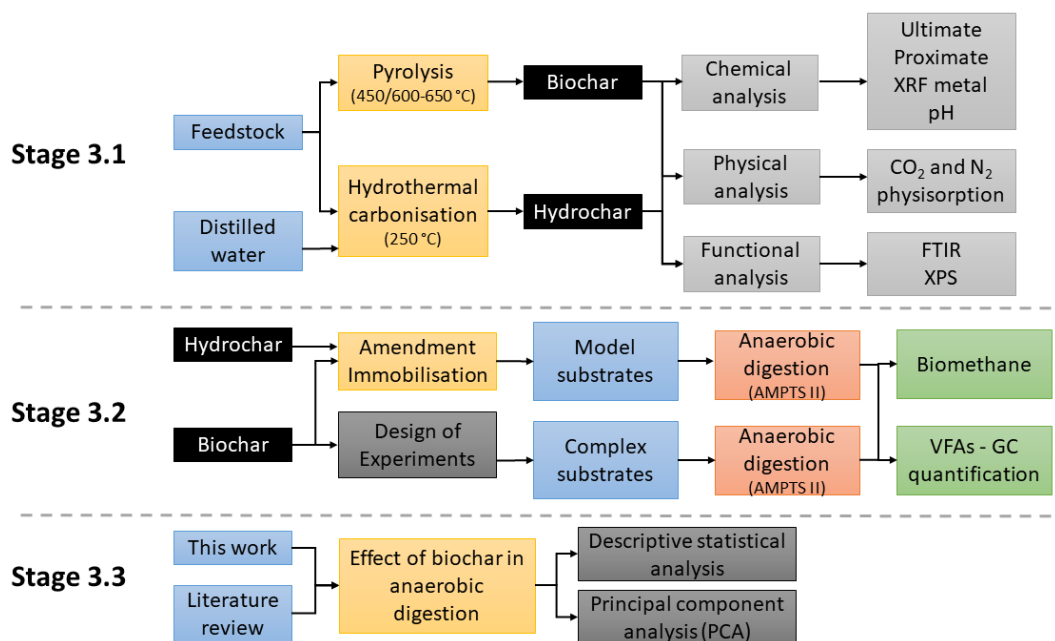 Stage 3.1
Feedstock
Distilled
water
Pyrolysis
(450/600-650 °C)
Hydrothermal
carbonisation
(250 °C)
Biochar
Hydrochar
Chemical
analysis
Physical
analysis
Functional
analysis
Ultimate
Proximate
XRF metal
pH
CO₂ and N₂
physisorption
FTIR
XPS
Stage 3.2
Hydrochar
Biochar
Amendment
Immobilisation
Design of
Experiments
Model
substrates
Complex
substrates
Anaerobic
digestion
(AMPTS II)
Anaerobic
digestion
(AMPTS II)
Biomethane
VFAs - GC
quantification
Stage 3.3
This work
Literature
review
Effect of biochar in
anaerobic
digestion
Descriptive statistical
analysis
Principal component
analysis (PCA)